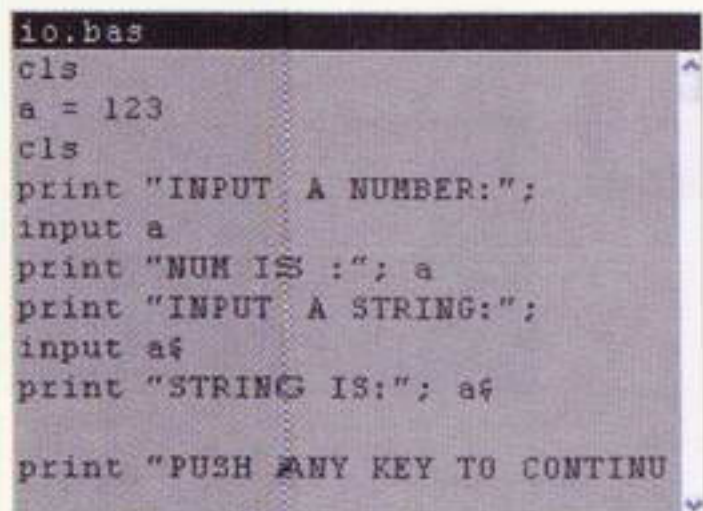 io.bas
cls
a = 123
cls
print "INPUT A NUMBER:";
input a
print "NUM IS :"; a
print "INPUT A STRING:";
input a$
print "STRING IS:"; a$
print "PUSH ANY KEY TO CONTINU